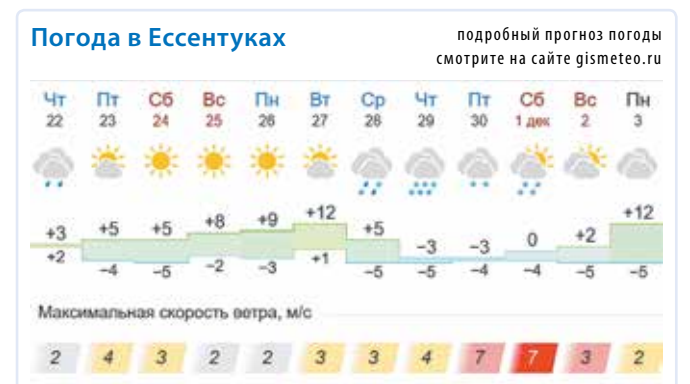 Погода в Ессентуках
подробный прогноз погоды
смотрите на сайте gismeteo.ru
Чт Пт Сб Вс Пн Вт Ср Чт Пт Сб Вс Пн
22 23 24 25 26 27 28 29 30 1 дек 2 3
+3 +5 +5 +8 +9 +12 +5 −3 −3 0 +2 +12
+2 −4 −5 −2 −3 +1 −5 −5 −4 −4 −5 −5
Максимальная скорость ветра, м/с
2 4 3 2 2 3 3 4 7 7 3 2